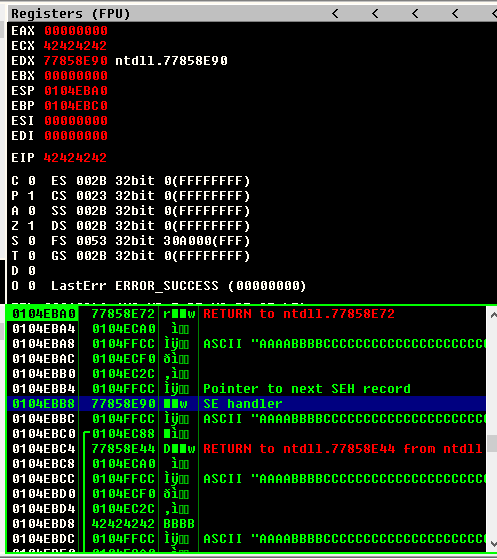 Registers (FPU) < < < < <
EAX 00000000
ECX 42424242
EDX 77858E90 ntdll.77858E90
EBX 00000000
ESP 0104EBA0
EBP 0104EBC0
ESI 00000000
EDI 00000000
EIP 42424242
C 0 ES 002B 32bit 0(FFFFFFFF)
P 1 CS 0023 32bit 0(FFFFFFFF)
A 0 SS 002B 32bit 0(FFFFFFFF)
Z 1 DS 002B 32bit 0(FFFFFFFF)
S 0 FS 0053 32bit 30A000(FFF)
T 0 GS 002B 32bit 0(FFFFFFFF)
D 0
O 0 LastErr ERROR_SUCCESS (00000000)
0104EBA0 77858E72 r w RETURN to ntdll.77858E72
0104EBA4 0104ECA0 ì
0104EBA8 0104FFCC Ìÿ ASCII "AAAABBBBCCCCCCCCCCCCCCCCCCCCC
0104EBAC 0104ECF0 ðì
0104EBB0 0104EC2C ,ì
0104EBB4 0104FFCC Ìÿ Pointer to next SEH record
0104EBB8 77858E90 w SE handler
0104EBBC 0104FFCC Ìÿ ASCII "AAAABBBBCCCCCCCCCCCCCCCCCCCCC
0104EBC0 0104EC88 ì
0104EBC4 77858E44 D w RETURN to ntdll.77858E44 from ntdll
0104EBC8 0104ECA0 ì
0104EBCC 0104FFCC Ìÿ ASCII "AAAABBBBCCCCCCCCCCCCCCCCCCCCC
0104EBD0 0104ECF0 ðì
0104EBD4 0104EC2C ,ì
0104EBD8 42424242 BBBB
0104EBDC 0104FFCC Ìÿ ASCII "AAAABBBBCCCCCCCCCCCCCCCCCCCCC